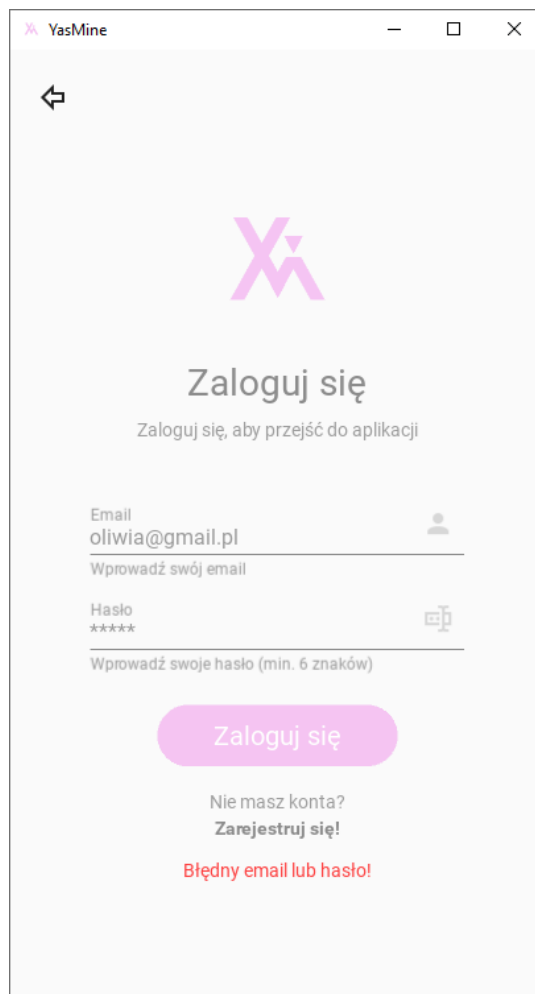 YasMine
Zaloguj się
Zaloguj się, aby przejść do aplikacji
Email
oliwia@gmail.pl
Wprowadź swój email
Hasło
*****
Wprowadź swoje hasło (min. 6 znaków)
Zaloguj się
Nie masz konta?
Zarejestruj się!
Błędny email lub hasło!